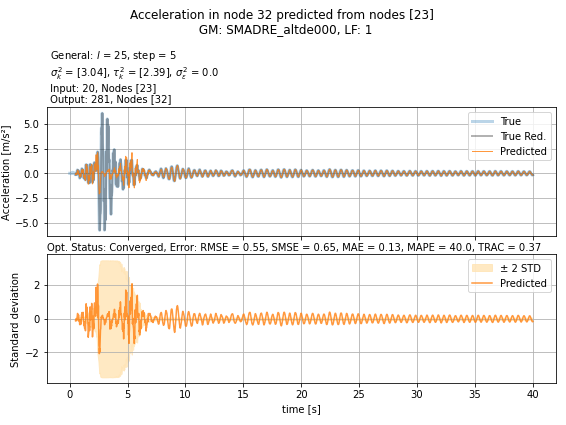 Acceleration in node 32 predicted from nodes [23]
GM: SMADRE_altde000, LF: 1
General: l = 25, step = 5
σ²ₖ = [3.04], τ²ₖ = [2.39], σ²ε = 0.0
Input: 20, Nodes [23]
Output: 281, Nodes [32]
Acceleration [m/s²]
5.0
2.5
0.0
−2.5
−5.0
True
True Red.
Predicted
Opt. Status: Converged, Error: RMSE = 0.55, SMSE = 0.65, MAE = 0.13, MAPE = 40.0, TRAC = 0.37
Standard deviation
2
0
−2
± 2 STD
Predicted
0 5 10 15 20 25 30 35 40
time [s]